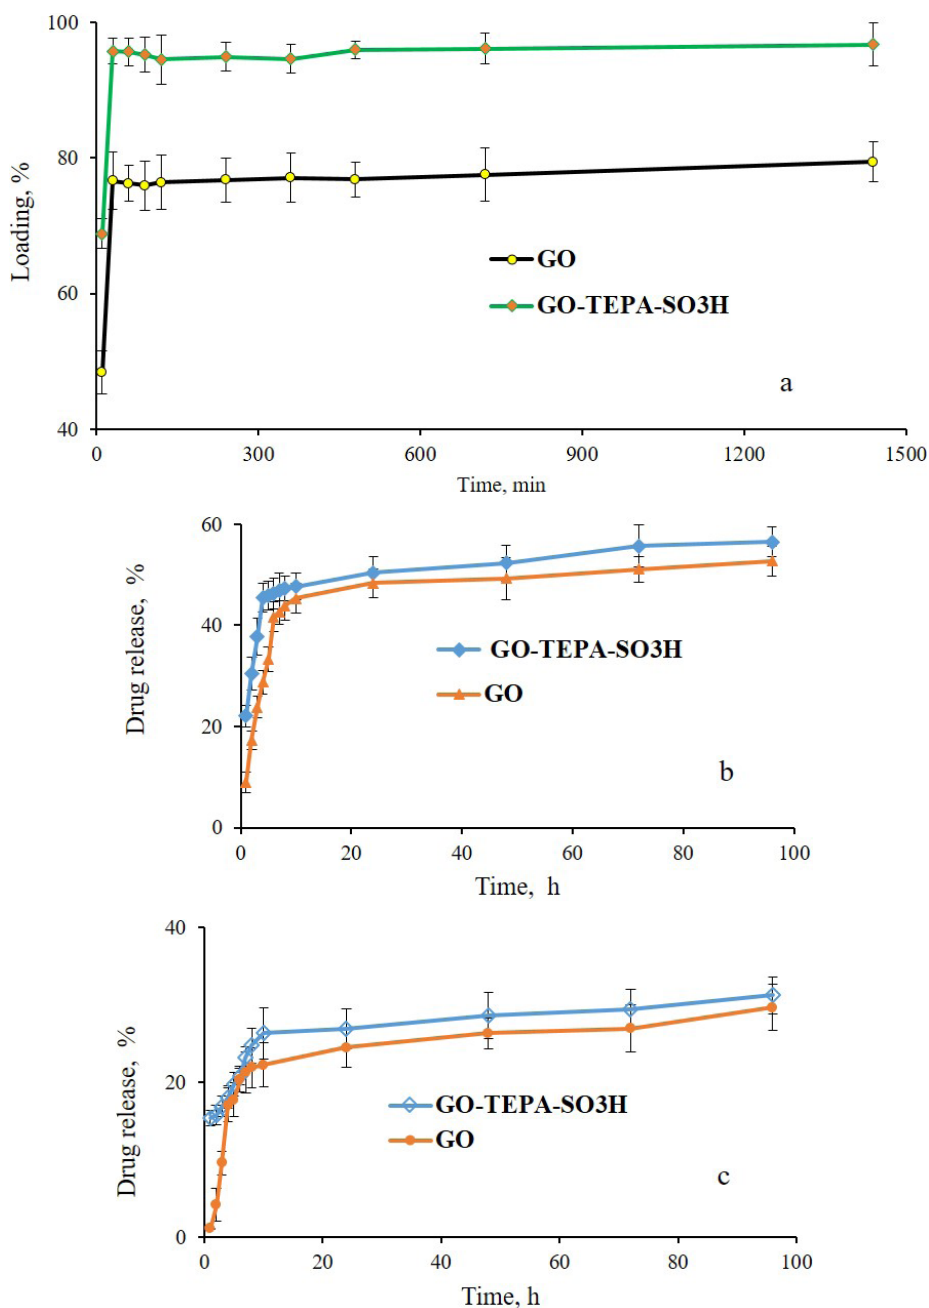 100
80
60
40
Loading, %
GO
GO-TEPA-SO3H
a
0 300 600 900 1200 1500
Time, min
60
40
20
0
Drug release, %
GO-TEPA-SO3H
GO
b
0 20 40 60 80 100
Time, h
40
20
0
Drug release, %
GO-TEPA-SO3H
GO
c
0 20 40 60 80 100
Time, h